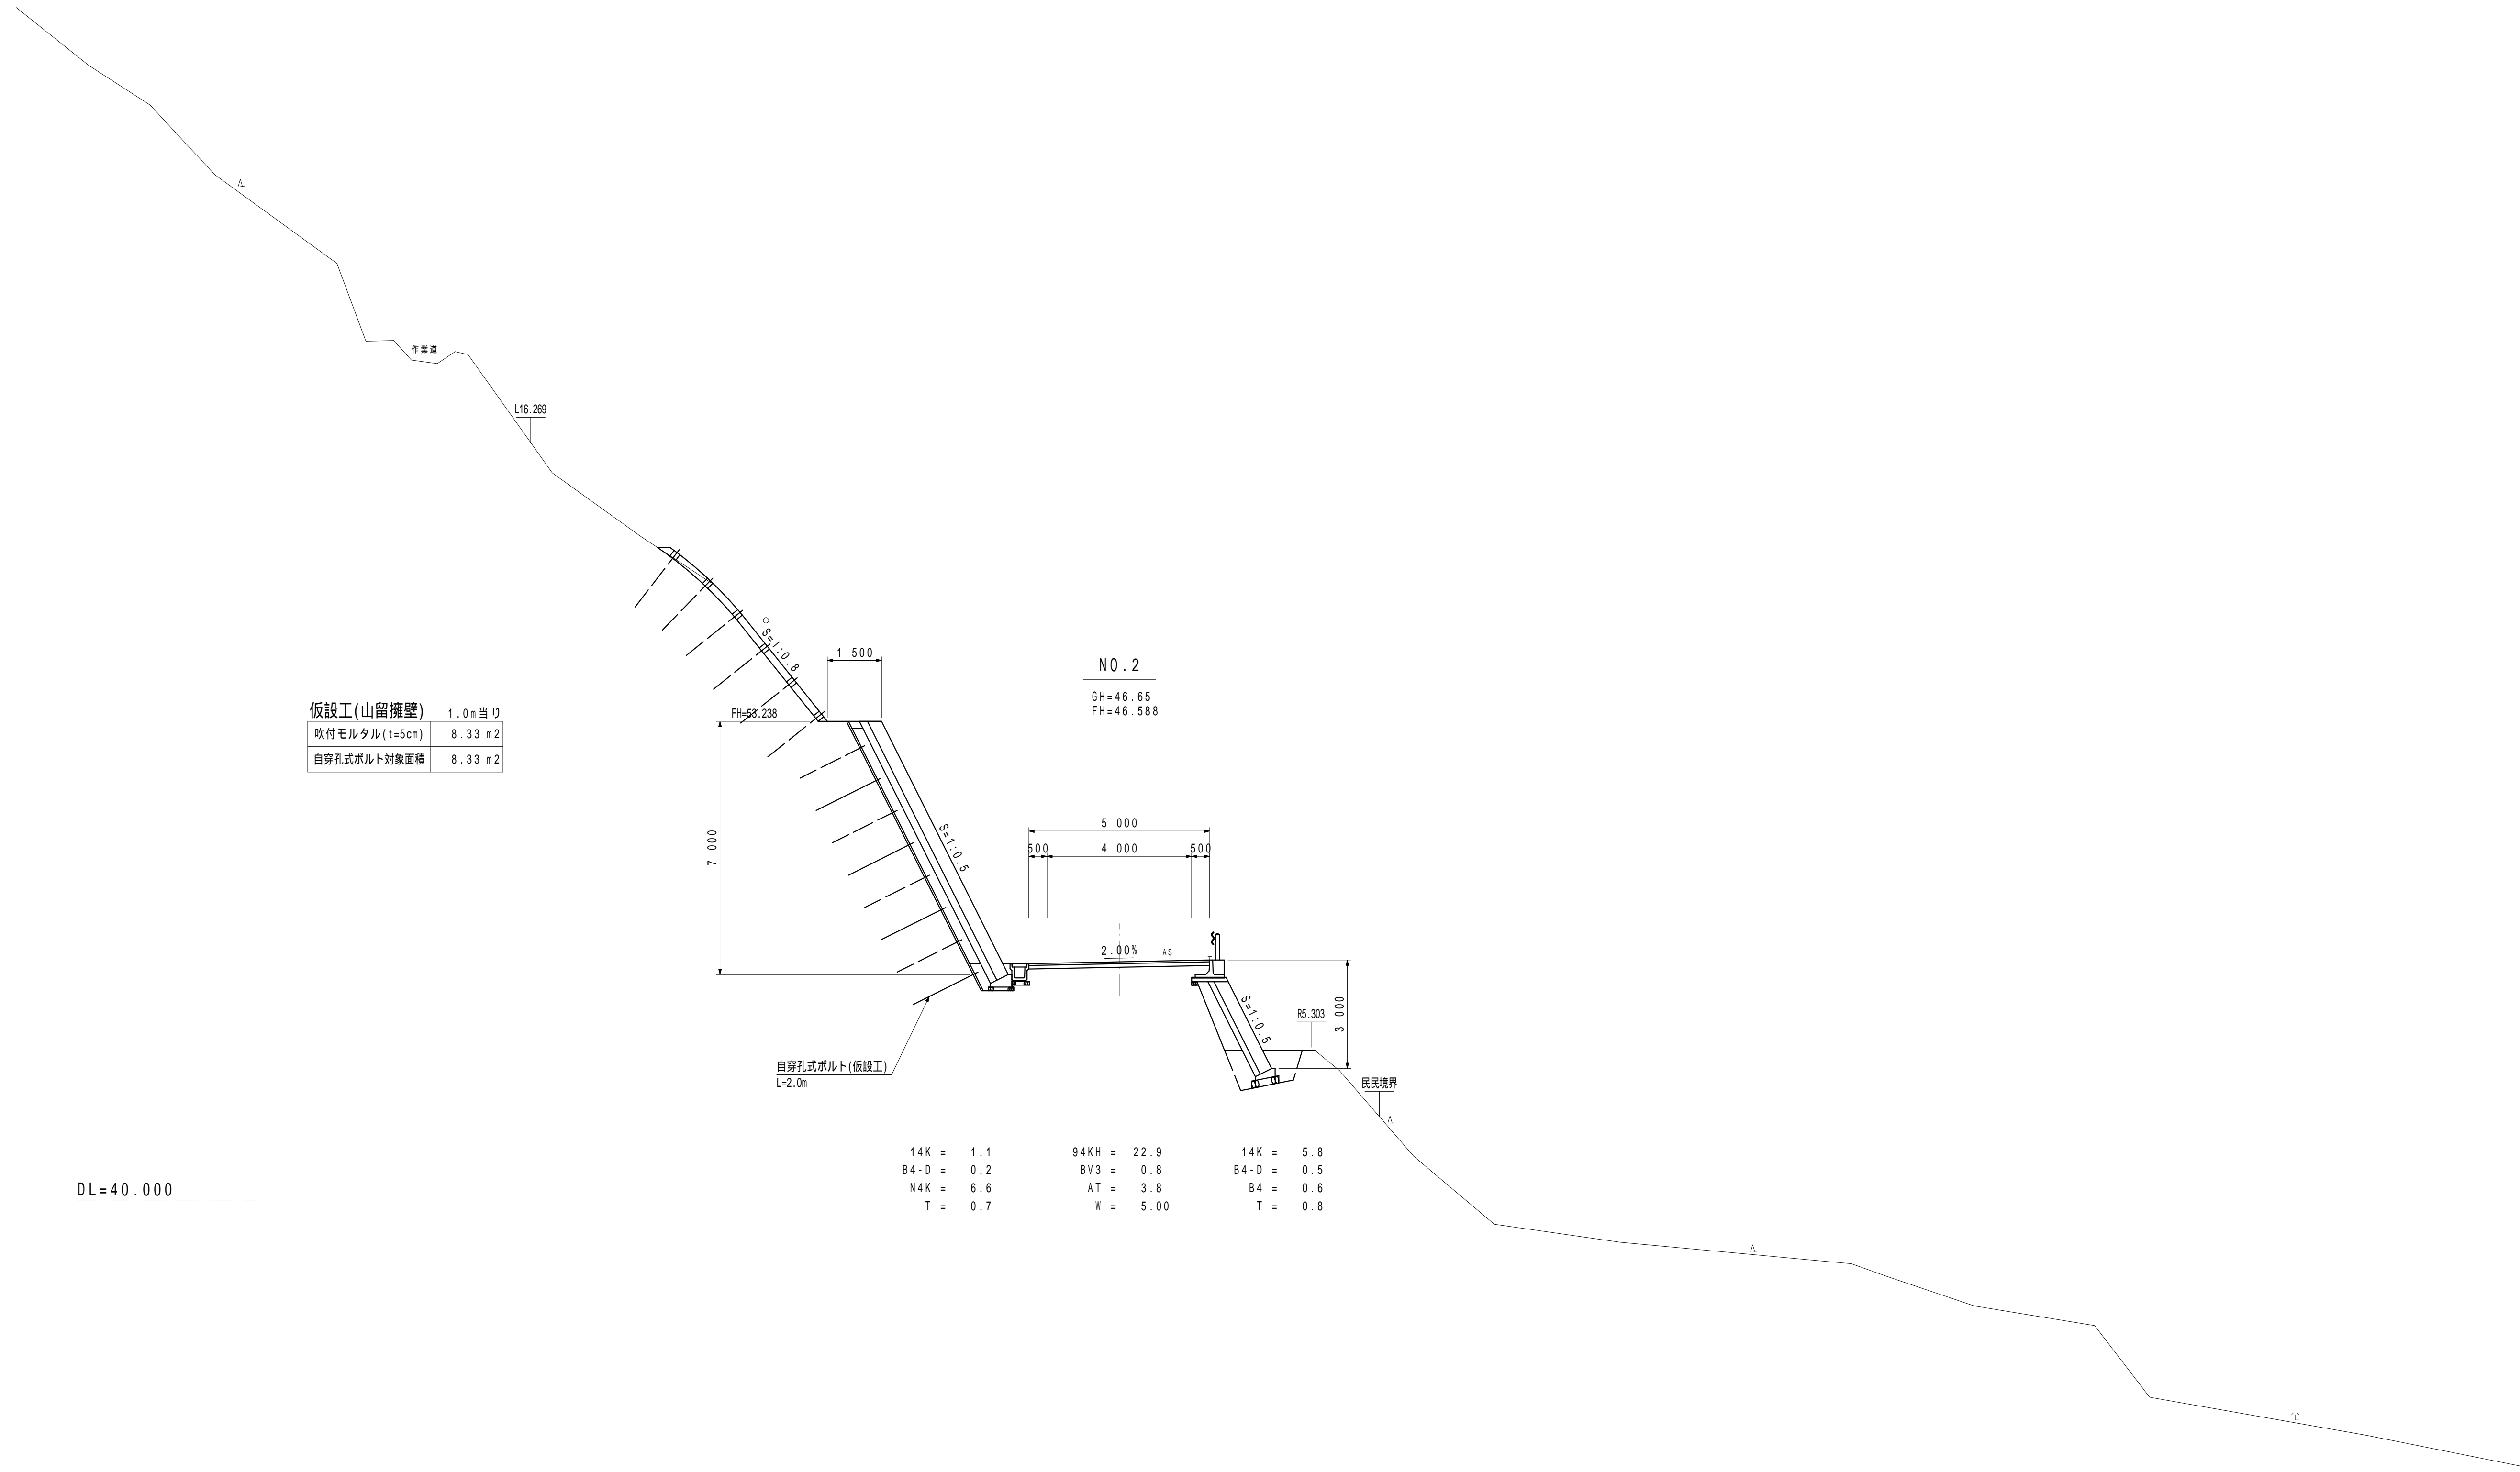 作業道
L16.269
S=1:0.8
1 500
NO.2
GH=46.65
FH=46.588
仮設工(山留擁壁) 1.0m当り
吹付モルタル(t=5cm) 8.33 m2
自穿孔式ボルト対象面積 8.33 m2
FH=53.238
7 000
S=1:0.5
5 000
500 4 000 500
2.00% AS
3 000
S=1:0.5
R5.303
自穿孔式ボルト(仮設工)
L=2.0m
民民境界
14K = 1.1 94KH = 22.9 14K = 5.8
B4-D = 0.2 BV3 = 0.8 B4-D = 0.5
N4K = 6.6 AT = 3.8 B4 = 0.6
T = 0.7 W = 5.00 T = 0.8
DL=40.000